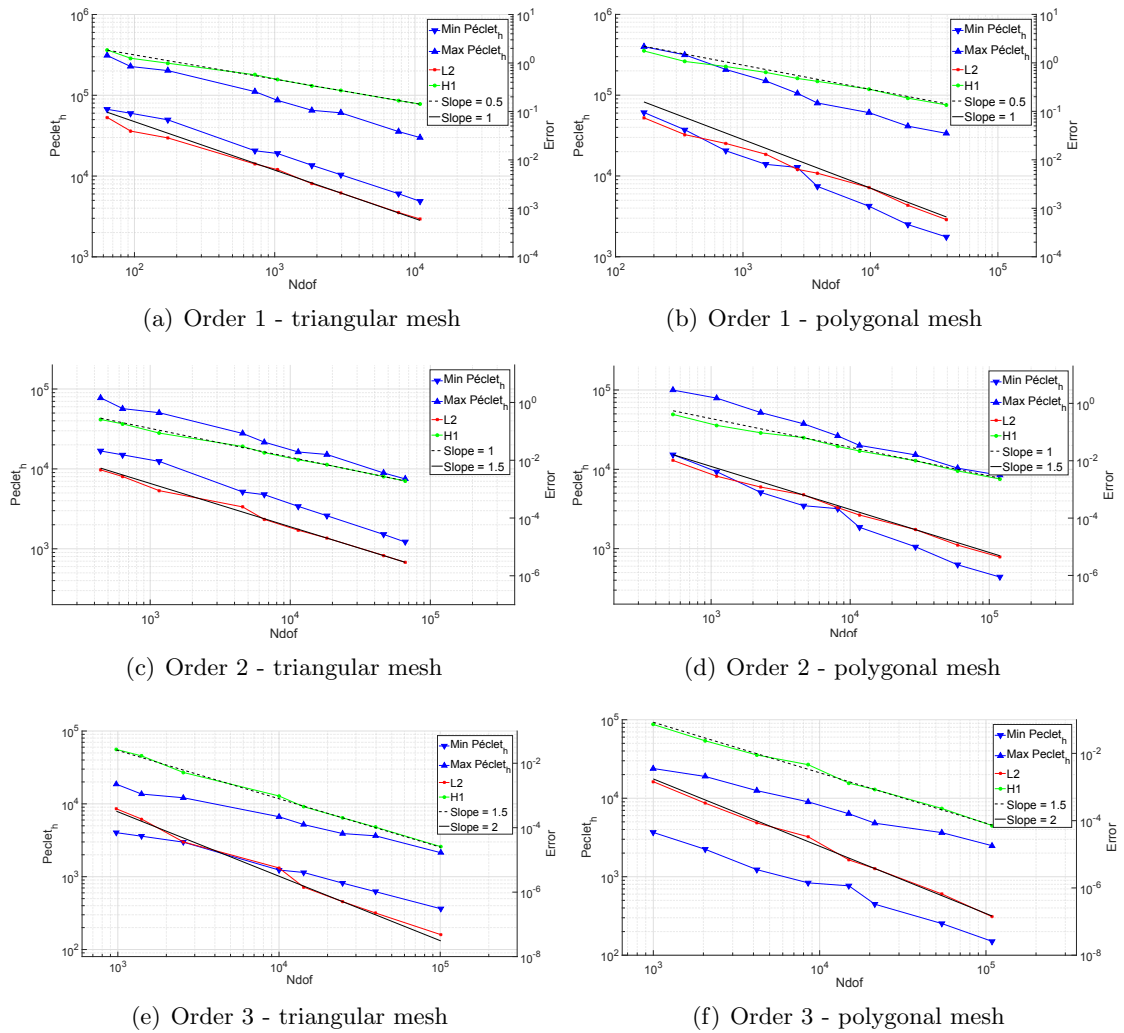 10^6
10^5
10^4
10^3
Peclet_h
10^2
10^3
10^4
Ndof
10^1
10^0
10^-1
10^-2
10^-3
10^-4
Error
Min Péclet_h
Max Péclet_h
L2
H1
Slope = 0.5
Slope = 1
(a) Order 1 - triangular mesh
10^6
10^5
10^4
10^3
Peclet_h
10^2
10^3
10^4
10^5
Ndof
10^1
10^0
10^-1
10^-2
10^-3
10^-4
Error
Min Péclet_h
Max Péclet_h
L2
H1
Slope = 0.5
Slope = 1
(b) Order 1 - polygonal mesh
10^5
10^4
10^3
Peclet_h
10^3
10^4
10^5
Ndof
10^0
10^-2
10^-4
10^-6
Error
Min Péclet_h
Max Péclet_h
L2
H1
Slope = 1
Slope = 1.5
(c) Order 2 - triangular mesh
10^5
10^4
10^3
Peclet_h
10^3
10^4
10^5
Ndof
10^0
10^-2
10^-4
10^-6
Error
Min Péclet_h
Max Péclet_h
L2
H1
Slope = 1
Slope = 1.5
(d) Order 2 - polygonal mesh
10^5
10^4
10^3
10^2
Peclet_h
10^3
10^4
10^5
Ndof
10^-2
10^-4
10^-6
10^-8
Error
Min Péclet_h
Max Péclet_h
L2
H1
Slope = 1.5
Slope = 2
(e) Order 3 - triangular mesh
10^5
10^4
10^3
10^2
Peclet_h
10^3
10^4
10^5
Ndof
10^-2
10^-4
10^-6
10^-8
Error
Min Peclet_h
Max Peclet_h
L2
H1
Slope = 1.5
Slope = 2
(f) Order 3 - polygonal mesh